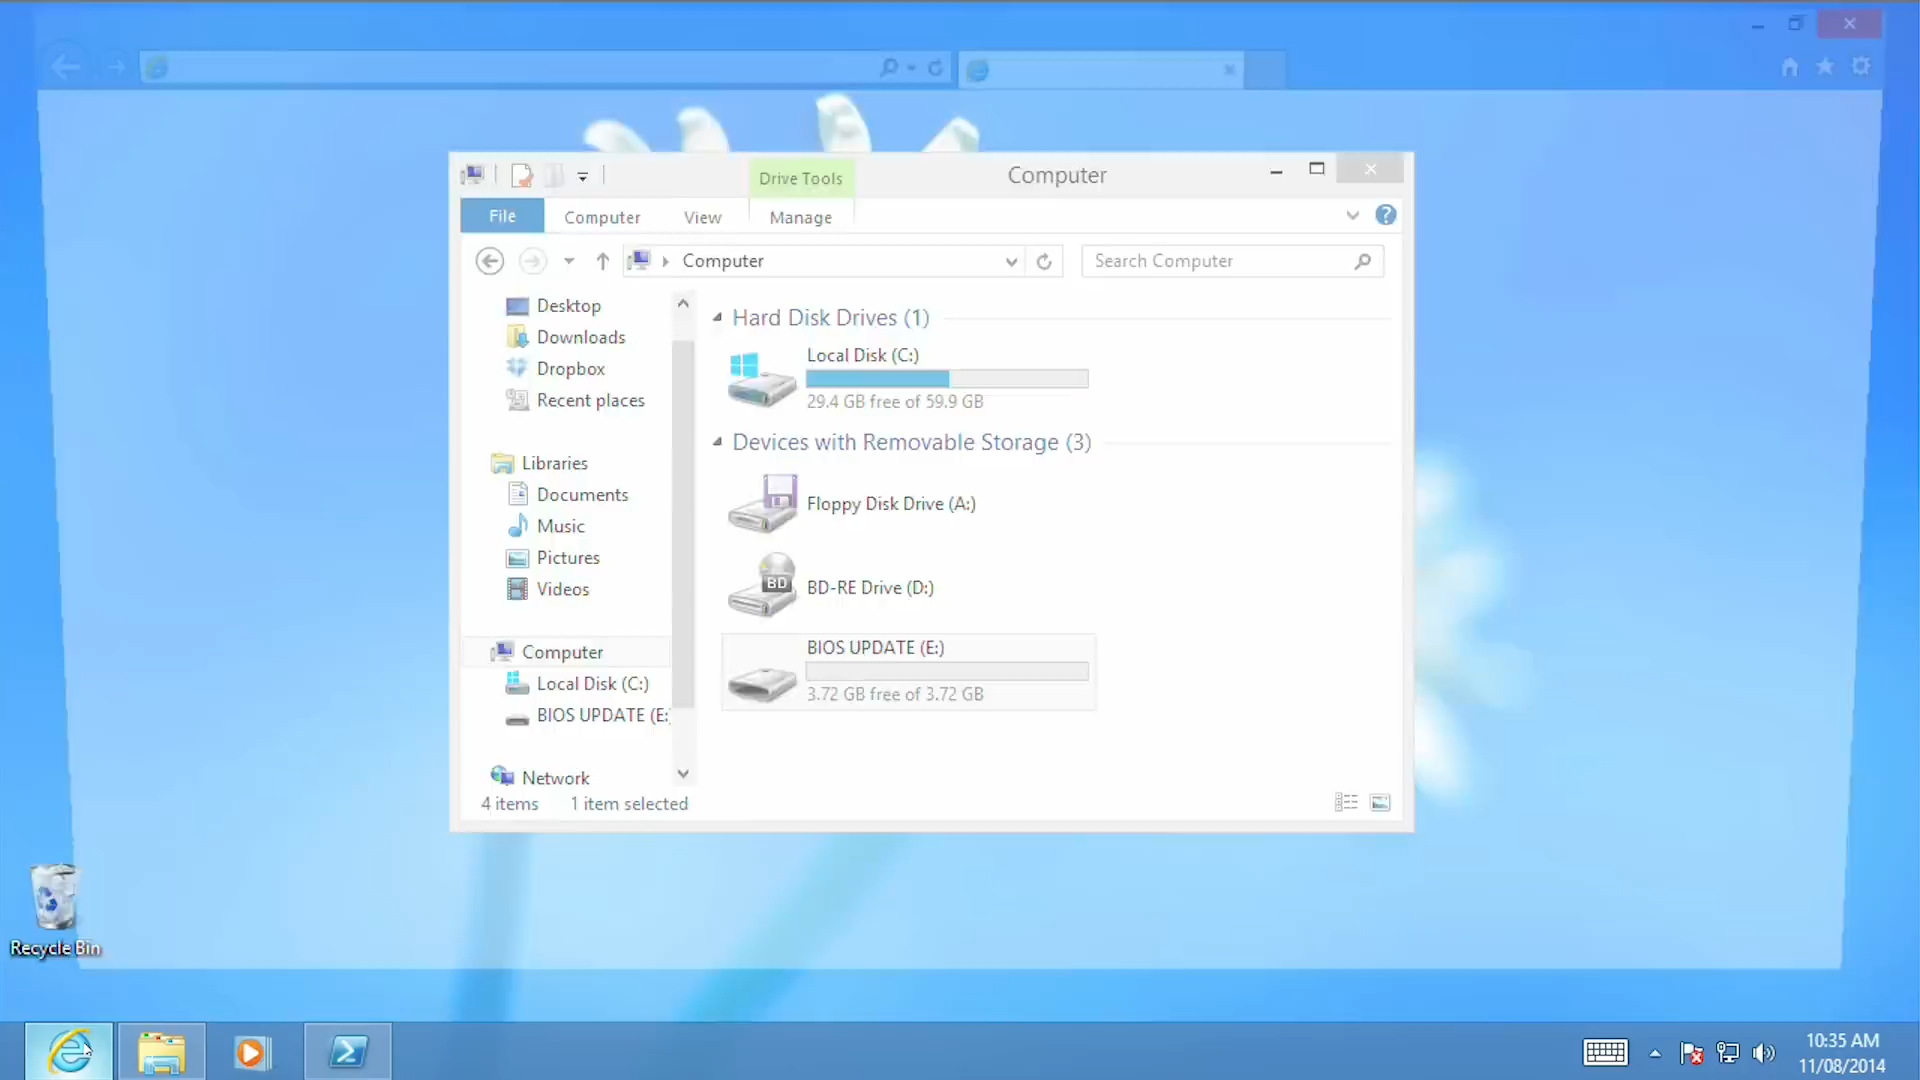 Drive Tools
Computer
File
Computer
View
Manage
Computer
Search Computer
Desktop
Downloads
Dropbox
Recent places
Libraries
Documents
Music
Pictures
Videos
Computer
Local Disk (C:)
BIOS UPDATE (E:
Network
Hard Disk Drives (1)
Local Disk (C:)
29.4 GB free of 59.9 GB
Devices with Removable Storage (3)
Floppy Disk Drive (A:)
BD
BD-RE Drive (D:)
BIOS UPDATE (E:)
3.72 GB free of 3.72 GB
4 items
1 item selected
Recycle Bin
10:35 AM
11/08/2014